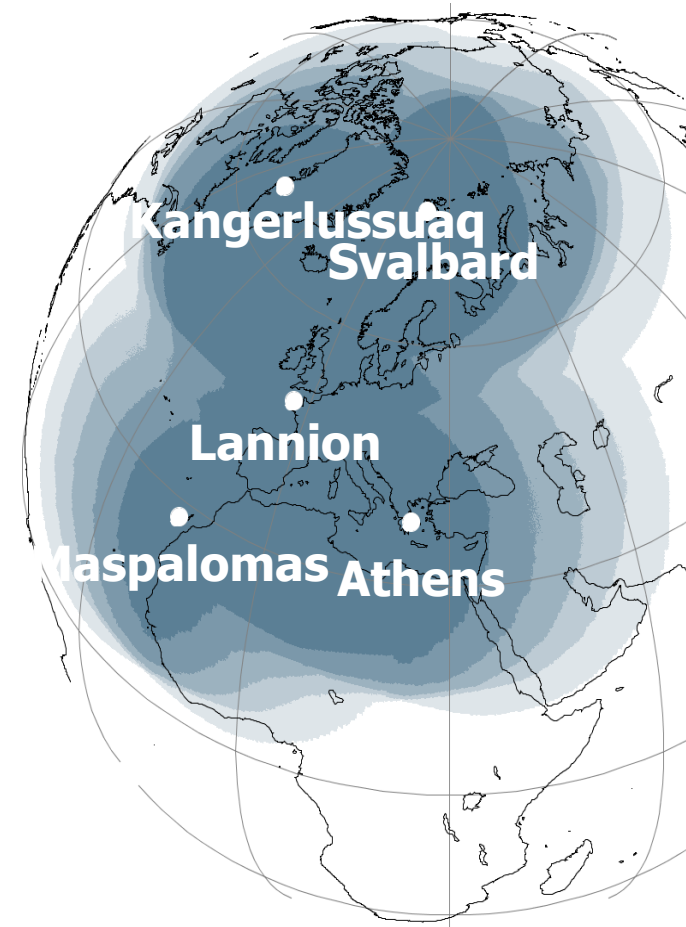 Kangerlussuaq
Svalbard
Lannion
Maspalomas
Athens